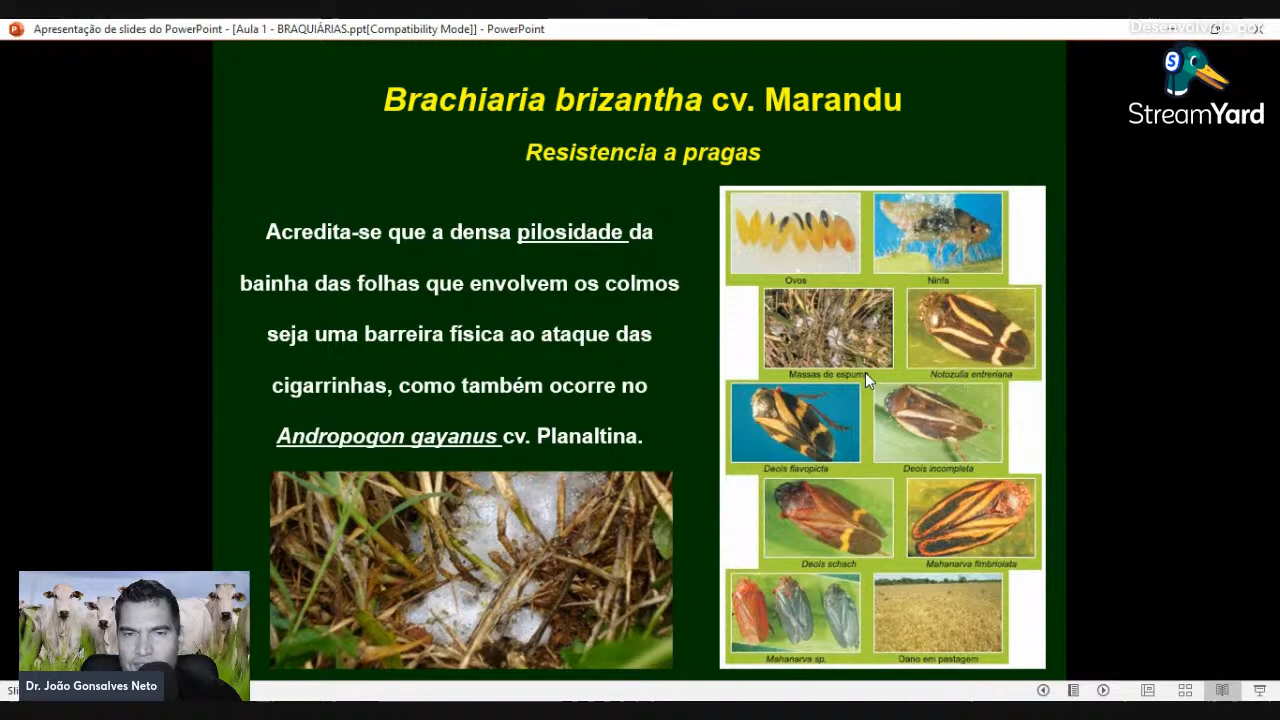 Apresentação de slides do PowerPoint - [Aula 1 - BRAQUIÁRIAS.ppt[Compatibility Mode]] - PowerPoint
Desenvolvido por
StreamYard
Brachiaria brizantha cv. Marandu
Resistencia a pragas
Acredita-se que a densa pilosidade da
bainha das folhas que envolvem os colmos
seja uma barreira física ao ataque das
cigarrinhas, como também ocorre no
Andropogon gayanus cv. Planaltina.
Ovos
Ninfa
Massas de espuma
Notozulia entreriana
Deois flavopicta
Deois incompleta
Deois schach
Mahanarva fimbriolata
Mahanarva sp.
Dano em pastagem
Dr. João Gonsalves Neto